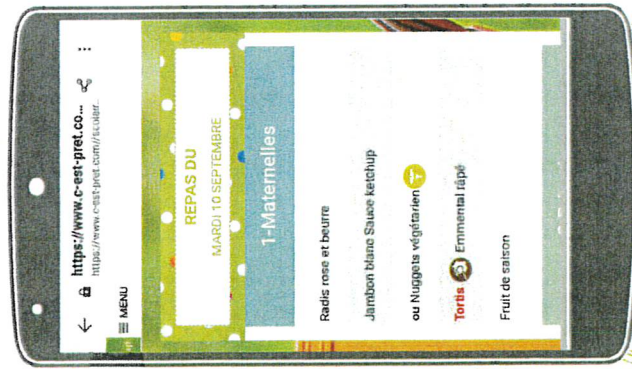 https://www.c-est-pret.co...
https://www.c-est-pret.com//scolair...
MENU
REPAS DU
MARDI 10 SEPTEMBRE
1-Maternelles
Radis rose et beurre
Jambon blanc Sauce ketchup
ou Nuggets végétarien
Tortis Emmental râpé
Fruit de saison